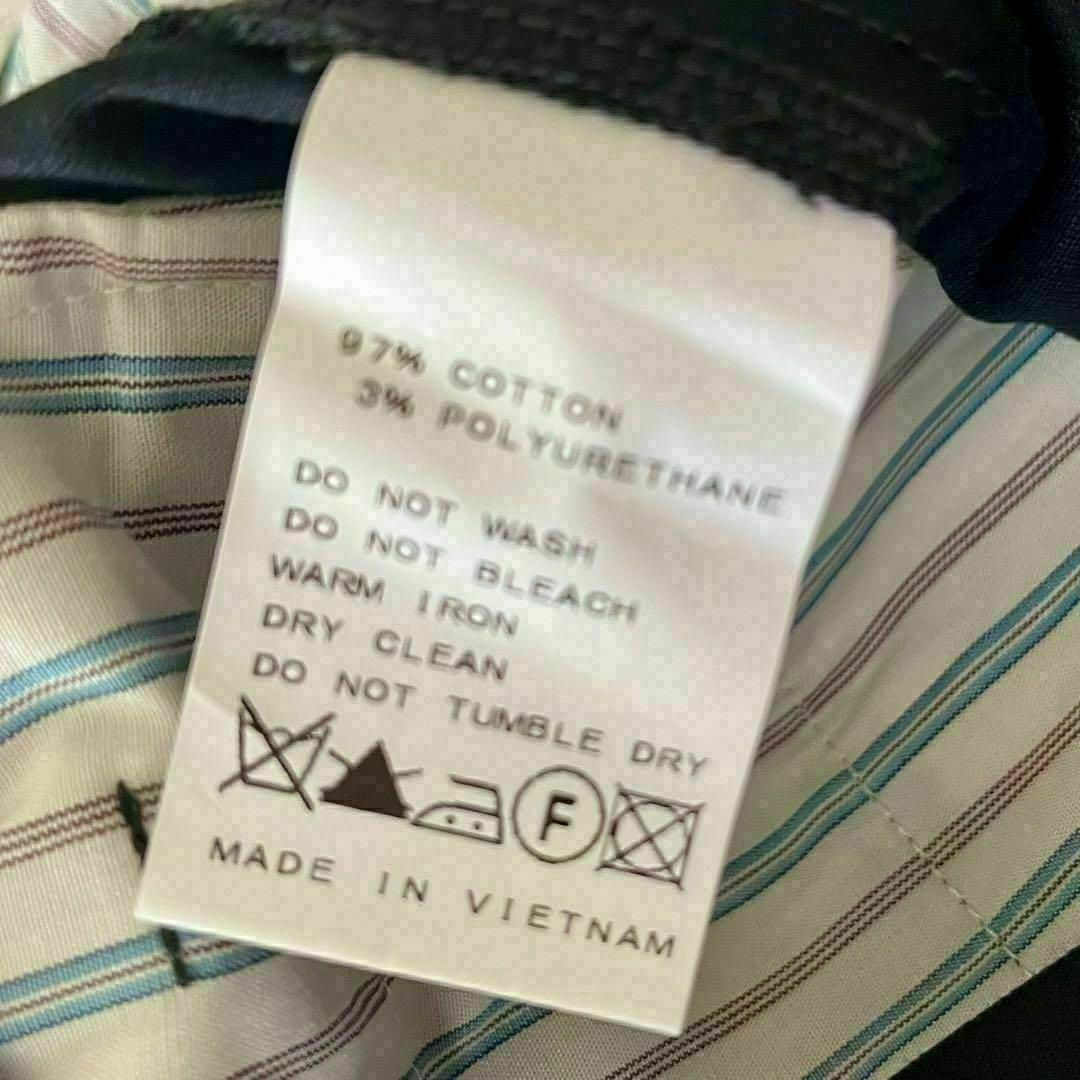 97% COTTON
3% POLYURETHANE
DO NOT WASH
DO NOT BLEACH
WARM IRON
DRY CLEAN
DO NOT TUMBLE DRY
F
MADE IN VIETNAM